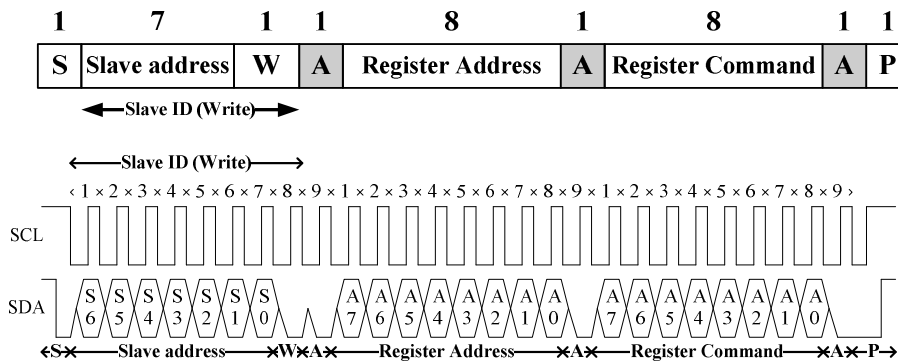 1 7 1 1 8 1 8 1 1
S Slave address W A Register Address A Register Command A P
Slave ID (Write)
Slave ID (Write)
‹ 1 × 2 × 3 × 4 × 5 × 6 × 7 × 8 × 9 × 1 × 2 × 3 × 4 × 5 × 6 × 7 × 8 × 9 × 1 × 2 × 3 × 4 × 5 × 6 × 7 × 8 × 9 ›
SCL
SDA S6 S5 S4 S3 S2 S1 S0 A7 A6 A5 A4 A3 A2 A1 A0 A7 A6 A5 A4 A3 A2 A1 A0
S Slave address W A Register Address A Register Command A P